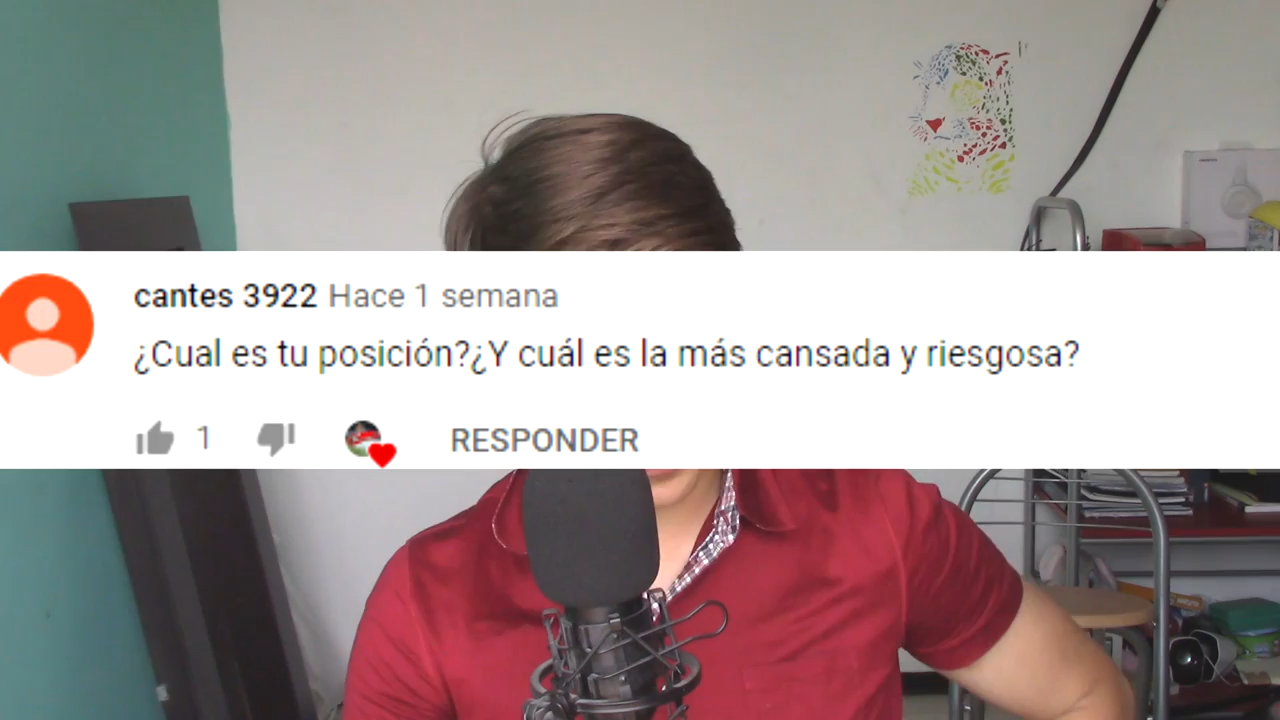 cantes 3922 Hace 1 semana
¿Cual es tu posición?¿Y cuál es la más cansada y riesgosa?
1
RESPONDER